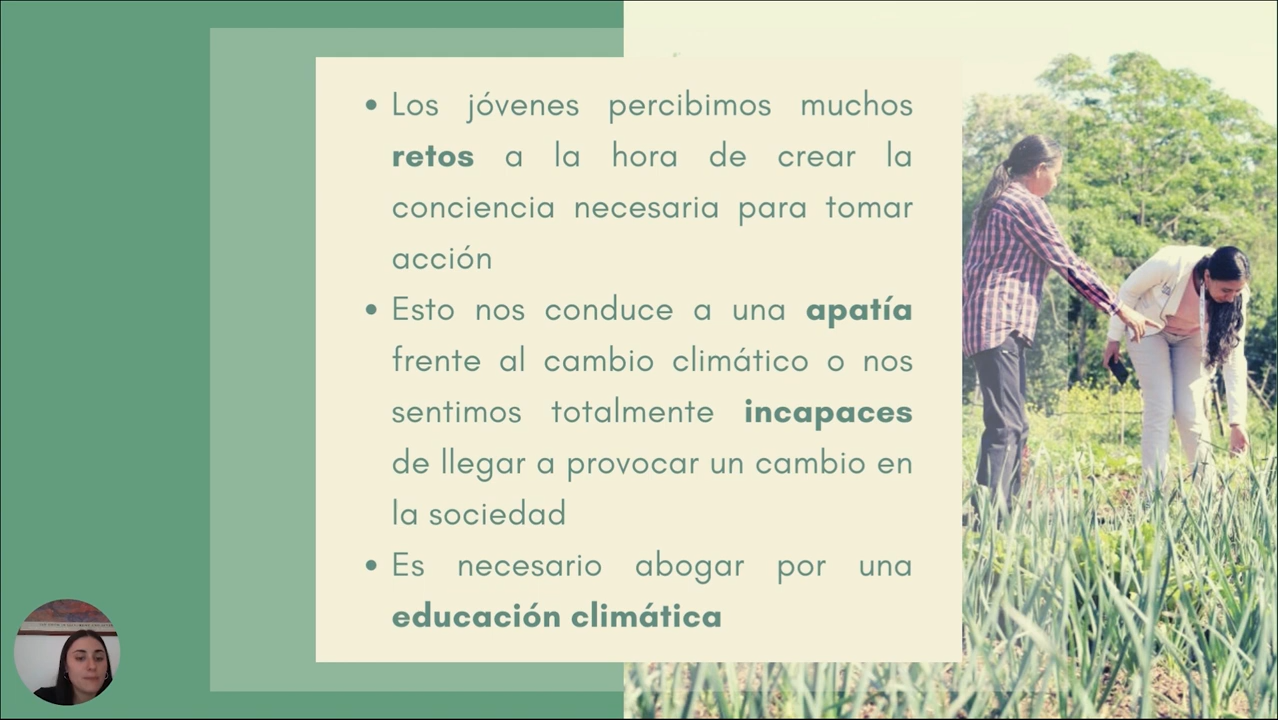 • Los jóvenes percibimos muchos
retos a la hora de crear la
conciencia necesaria para tomar
acción
• Esto nos conduce a una apatía
frente al cambio climático o nos
sentimos totalmente incapaces
de llegar a provocar un cambio en
la sociedad
• Es necesario abogar por una
educación climática